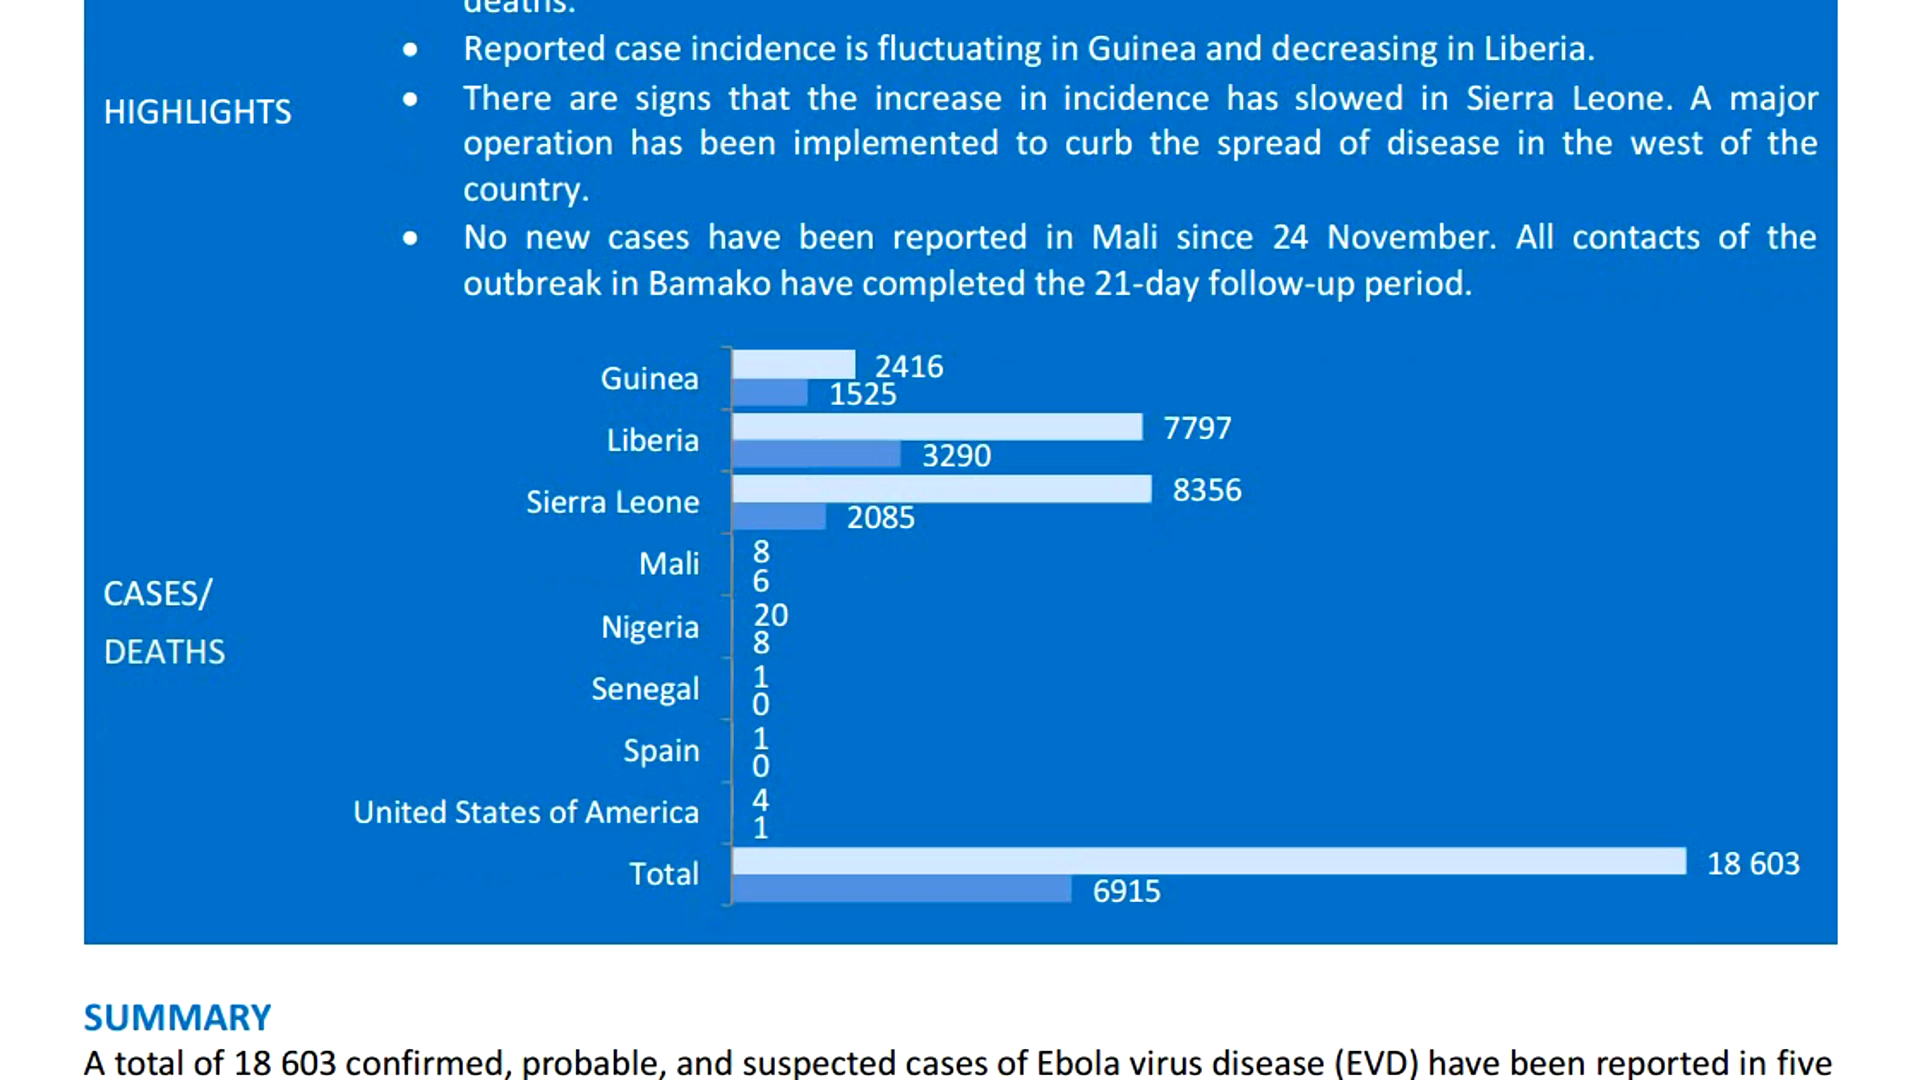 deaths.
• Reported case incidence is fluctuating in Guinea and decreasing in Liberia.
HIGHLIGHTS
• There are signs that the increase in incidence has slowed in Sierra Leone. A major
operation has been implemented to curb the spread of disease in the west of the
country.
• No new cases have been reported in Mali since 24 November. All contacts of the
outbreak in Bamako have completed the 21-day follow-up period.
CASES/
DEATHS
Guinea
2416
1525
Liberia
7797
3290
Sierra Leone
8356
2085
Mali
8
6
Nigeria
20
8
Senegal
1
0
Spain
1
0
United States of America
4
1
Total
18 603
6915
SUMMARY
A total of 18 603 confirmed, probable, and suspected cases of Ebola virus disease (EVD) have been reported in five